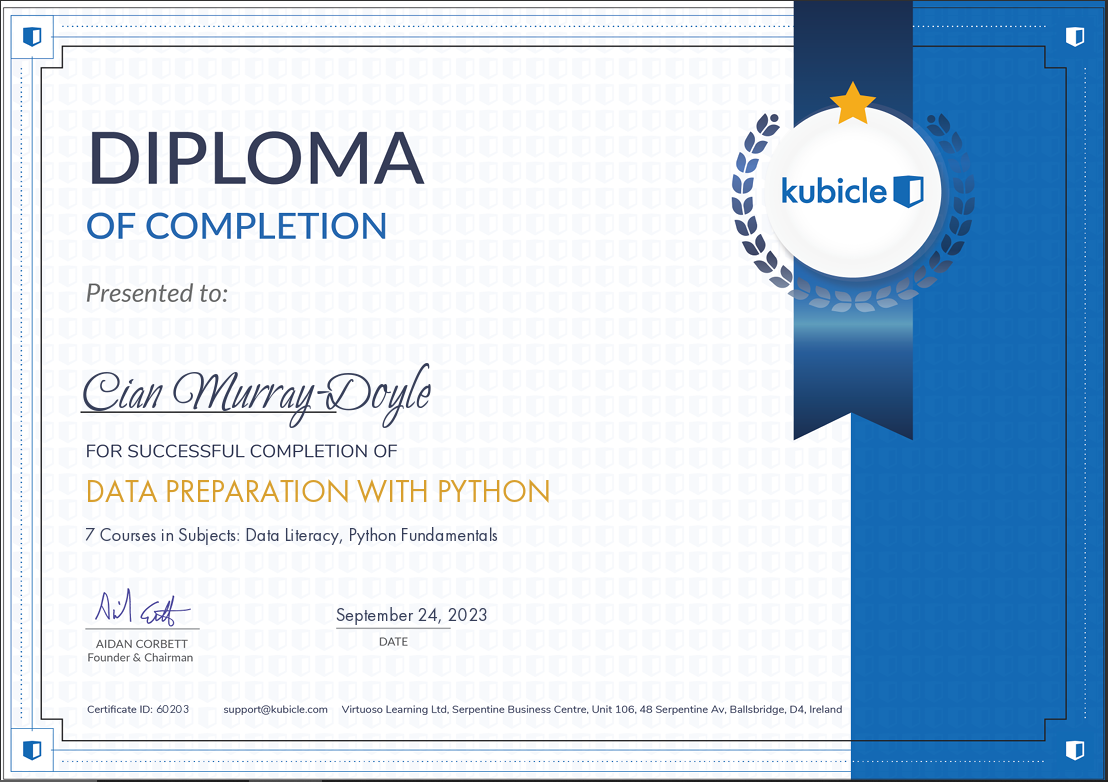 DIPLOMA
OF COMPLETION
kubicle
Presented to:
Cian Murray-Doyle
FOR SUCCESSFUL COMPLETION OF
DATA PREPARATION WITH PYTHON
7 Courses in Subjects: Data Literacy, Python Fundamentals
September 24, 2023
AIDAN CORBETT
DATE
Founder & Chairman
Certificate ID: 60203 support@kubicle.com Virtuoso Learning Ltd, Serpentine Business Centre, Unit 106, 48 Serpentine Av, Ballsbridge, D4, Ireland